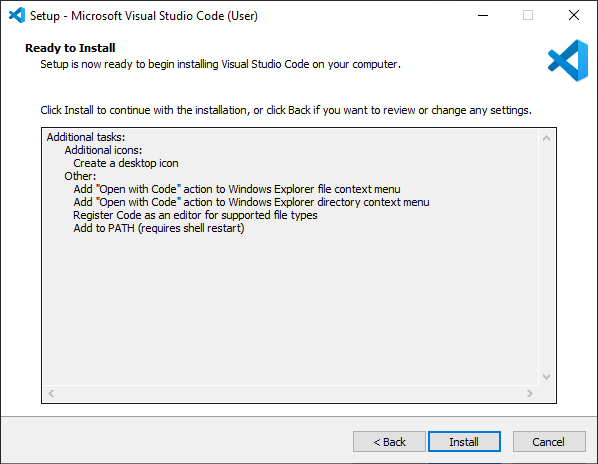 Setup - Microsoft Visual Studio Code (User)
Ready to Install
Setup is now ready to begin installing Visual Studio Code on your computer.
Click Install to continue with the installation, or click Back if you want to review or change any settings.
Additional tasks:
Additional icons:
Create a desktop icon
Other:
Add "Open with Code" action to Windows Explorer file context menu
Add "Open with Code" action to Windows Explorer directory context menu
Register Code as an editor for supported file types
Add to PATH (requires shell restart)
< Back Install Cancel